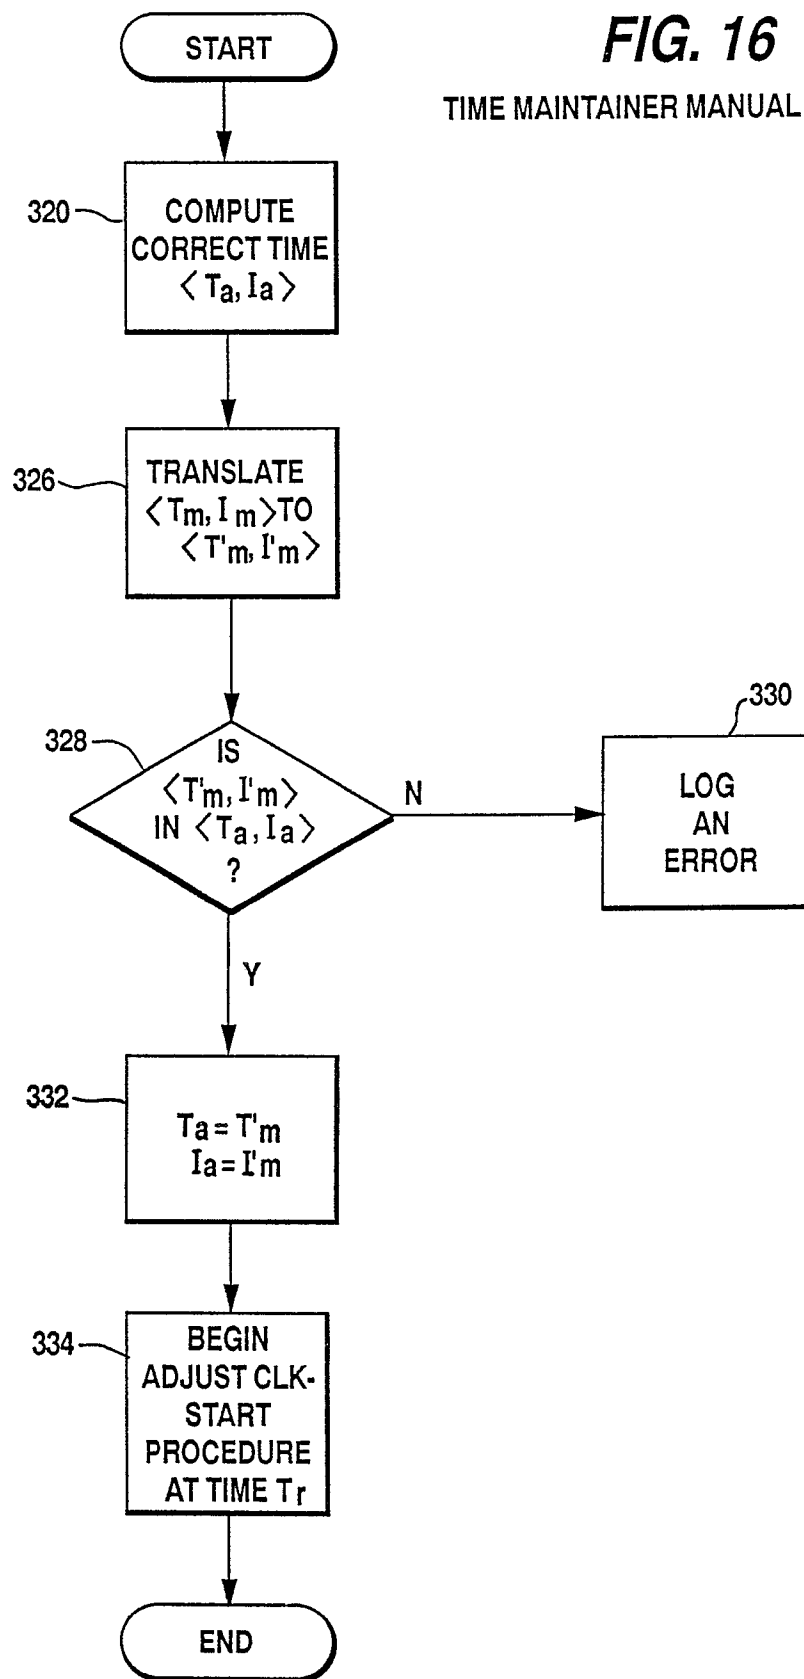 FIG. 16
TIME MAINTAINER MANUAL
START
320
COMPUTE
CORRECT TIME
⟨Ta, Ia⟩
326
TRANSLATE
⟨Tm, Im⟩ TO
⟨T'm, I'm⟩
328
IS
⟨T'm, I'm⟩
IN ⟨Ta, Ia⟩
?
N
330
LOG
AN
ERROR
Y
332
Ta = T'm
Ia = I'm
334
BEGIN
ADJUST CLK-
START
PROCEDURE
AT TIME Tr
END